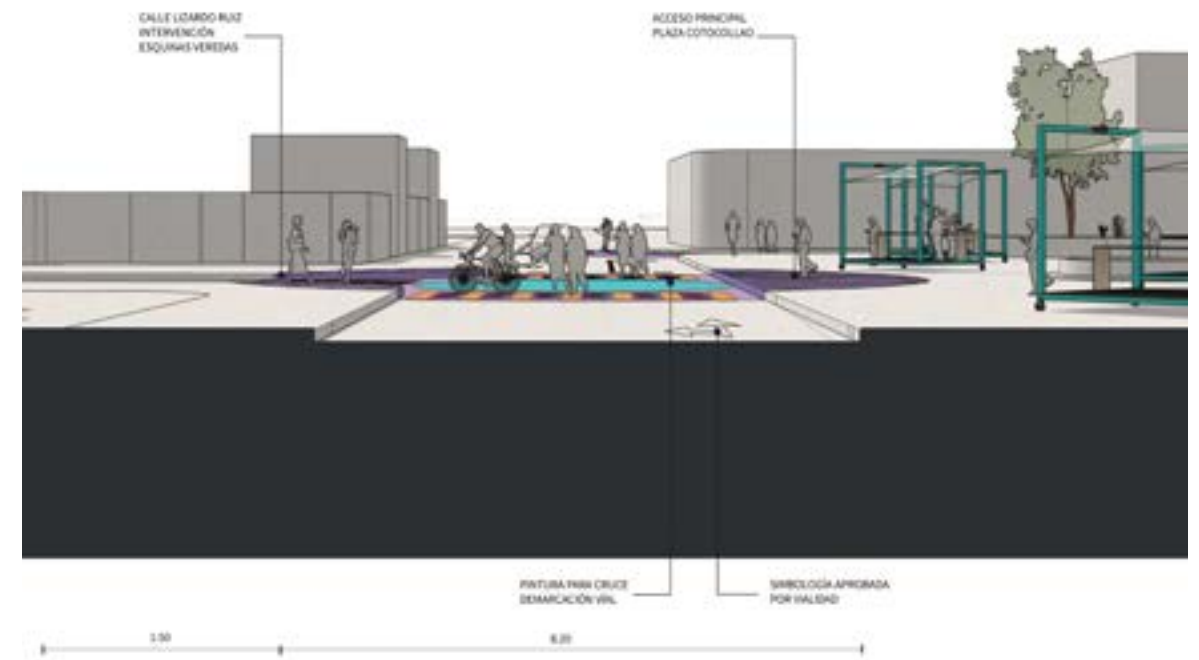 CALLE LIZARDO RUIZ
INTERVENCIÓN
ESQUINAS VEREDAS
ACCESO PRINCIPAL
PLAZA COTOCOLLAO
PINTURA PARA CRUCE
DEMARCACIÓN VIAL
SIMBOLOGÍA APROBADA
POR VIALIDAD
1.50
8.20